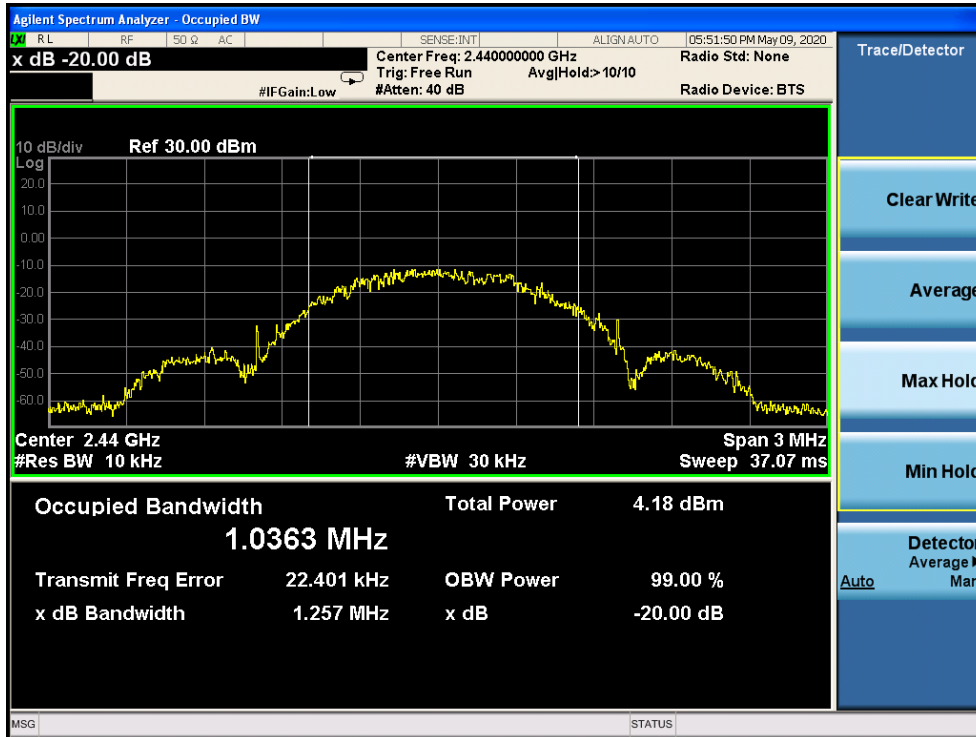 Agilent Spectrum Analyzer - Occupied BW
LXI RL RF 50 Ω AC SENSE:INT ALIGN AUTO 05:51:50 PM May 09, 2020
x dB -20.00 dB
Center Freq: 2.440000000 GHz Radio Std: None
Trig: Free Run Avg|Hold:> 10/10
#IFGain:Low #Atten: 40 dB Radio Device: BTS
Trace/Detector
10 dB/div Ref 30.00 dBm
Log
20.0
10.0
0.00
-10.0
-20.0
-30.0
-40.0
-50.0
-60.0
Center 2.44 GHz Span 3 MHz
#Res BW 10 kHz #VBW 30 kHz Sweep 37.07 ms
Occupied Bandwidth Total Power 4.18 dBm
1.0363 MHz
Transmit Freq Error 22.401 kHz OBW Power 99.00 %
x dB Bandwidth 1.257 MHz x dB -20.00 dB
Clear Write
Average
Max Hold
Min Hold
Detector
Average
Auto Man
MSG STATUS